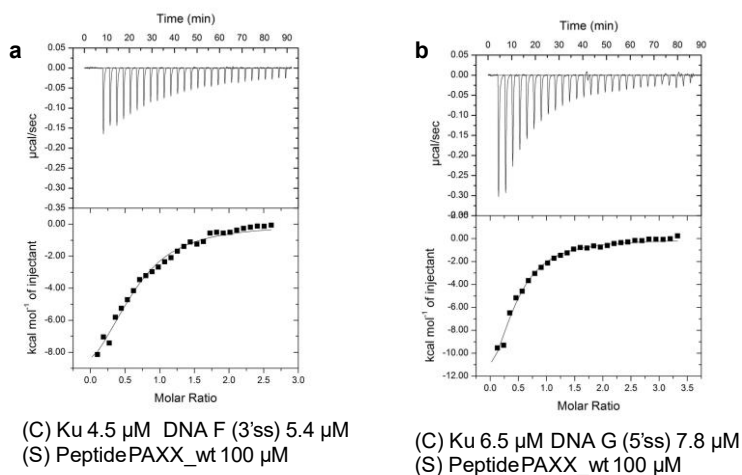 a
Time (min)
0 10 20 30 40 50 60 70 80 90
0.05
0.00
-0.05
-0.10
-0.15
-0.20
-0.25
-0.30
-0.35
µcal/sec
0.00
-2.00
-4.00
-6.00
-8.00
kcal mol⁻¹ of injectant
0.0 0.5 1.0 1.5 2.0 2.5 3.0
Molar Ratio
(C) Ku 4.5 µM DNA F (3'ss) 5.4 µM
(S) PeptidePAXX_wt 100 µM
b
Time (min)
0 10 20 30 40 50 60 70 80 90
0.05
0.00
-0.05
-0.10
-0.15
-0.20
-0.25
-0.30
µcal/sec
0.00
-2.00
-4.00
-6.00
-8.00
-10.00
-12.00
kcal mol⁻¹ of injectant
0.0 0.5 1.0 1.5 2.0 2.5 3.0 3.5
Molar Ratio
(C) Ku 6.5 µM DNA G (5'ss) 7.8 µM
(S) PeptidePAXX_wt 100 µM